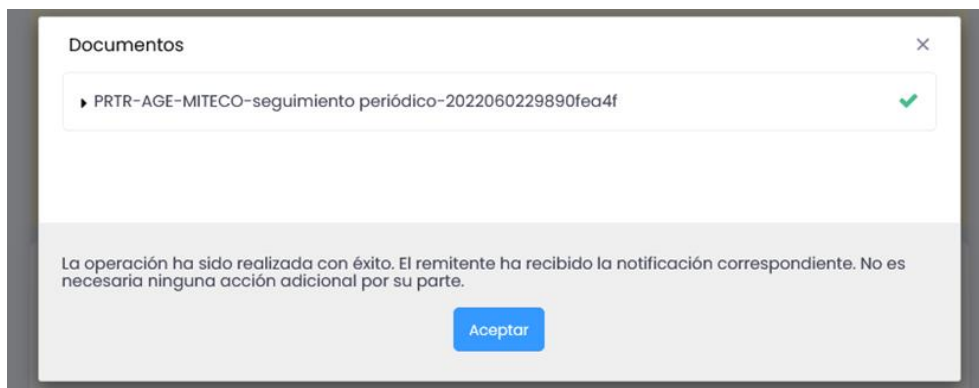 Documentos
PRTR-AGE-MITECO-seguimiento periódico-2022060229890fea4f
La operación ha sido realizada con éxito. El remitente ha recibido la notificación correspondiente. No es
necesaria ninguna acción adicional por su parte.
Aceptar